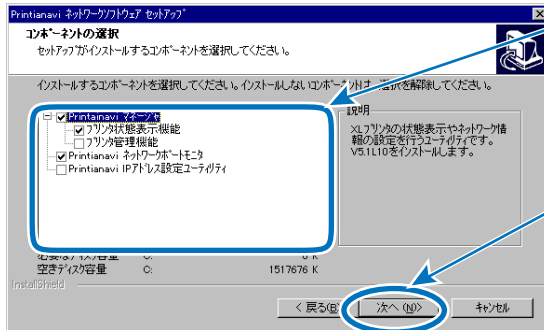 Printianavi ネットワークソフトウェア セットアップ
コンポーネントの選択
セットアップがインストールするコンポーネントを選択してください。
インストールするコンポーネントを選択してください。インストールしないコンポーネントは、選択を解除してください。
Printianavi マネージャ
プリンタ状態表示機能
プリンタ管理機能
Printianavi ネットワークポートモニタ
Printianavi IPアドレス設定ユーティリティ
説明
XLプリンタの状態表示やネットワーク情
報の設定を行うユーティリティです。
V5.1L10をインストールします。
必要なディスク容量 C: 0 K
空きディスク容量 C: 1517676 K
InstallShield
< 戻る(B) 次へ (N)> キャンセル